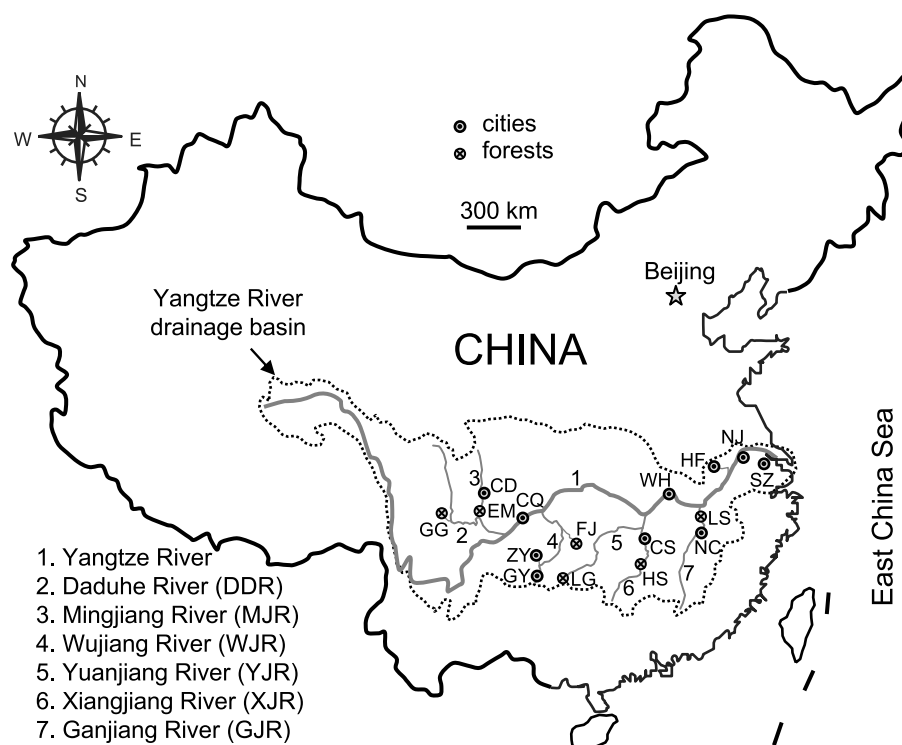 N
W
E
S
cities
forests
300 km
Beijing
Yangtze River
drainage basin
CHINA
East China Sea
NJ
HF
SZ
WH
1
3
CD
CQ
EM
GG
2
LS
FJ
4
5
CS
NC
ZY
GY
LG
HS
6
7
1. Yangtze River
2. Daduhe River (DDR)
3. Mingjiang River (MJR)
4. Wujiang River (WJR)
5. Yuanjiang River (YJR)
6. Xiangjiang River (XJR)
7. Ganjiang River (GJR)